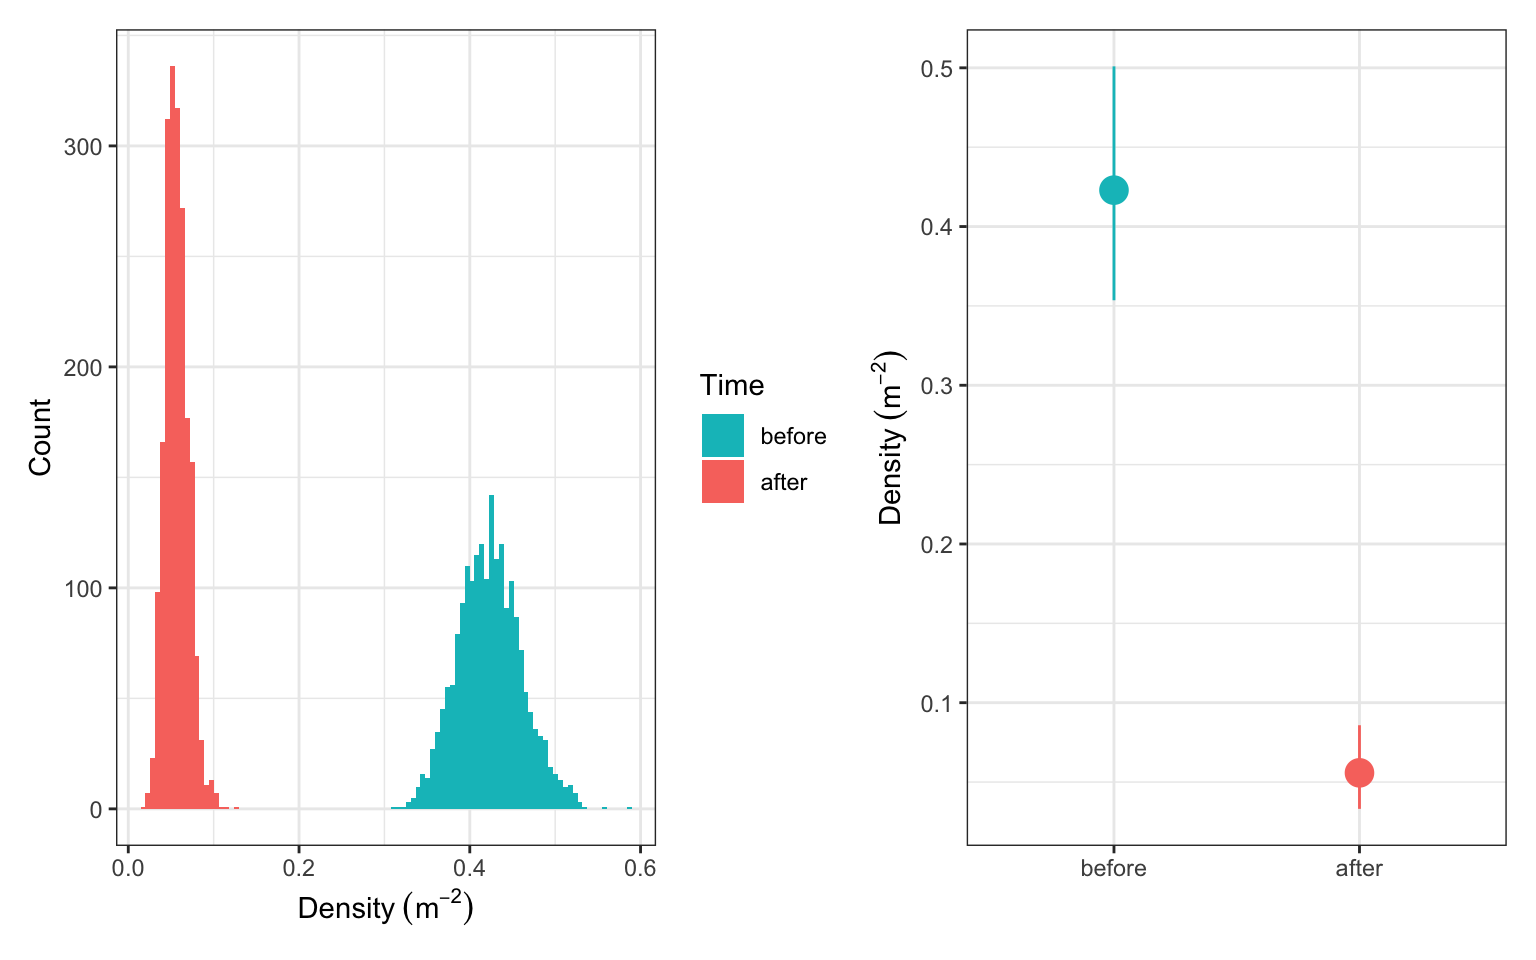 Count
300
200
100
0
0.0 0.2 0.4 0.6
Density (m⁻²)
Time
before
after
Density (m⁻²)
0.5
0.4
0.3
0.2
0.1
before after